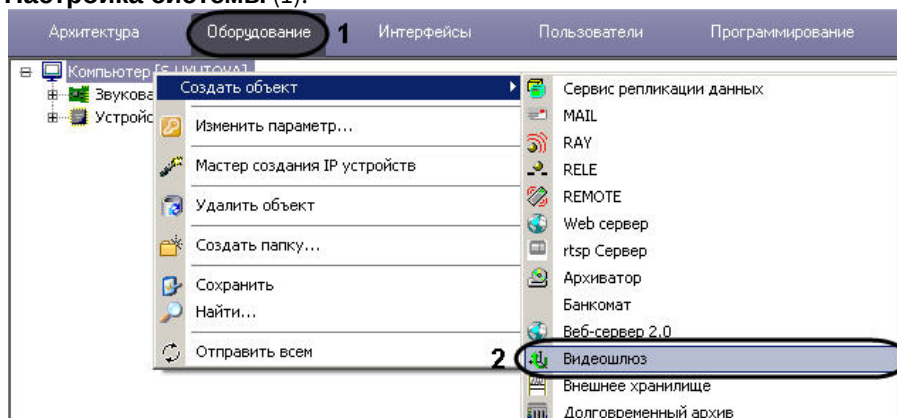 Настройка системы (1).
Архитектура Оборудование 1 Интерфейсы Пользователи Программирование
Компьютер
Звукова
Устройс
Создать объект
Изменить параметр...
Мастер создания IP устройств
Удалить объект
Создать папку...
Сохранить
Найти...
Отправить всем
Сервис репликации данных
MAIL
RAY
RELE
REMOTE
Web сервер
rtsp Сервер
Архиватор
Банкомат
Веб-сервер 2.0
2 Видеошлюз
Внешнее хранилище
Долговременный архив